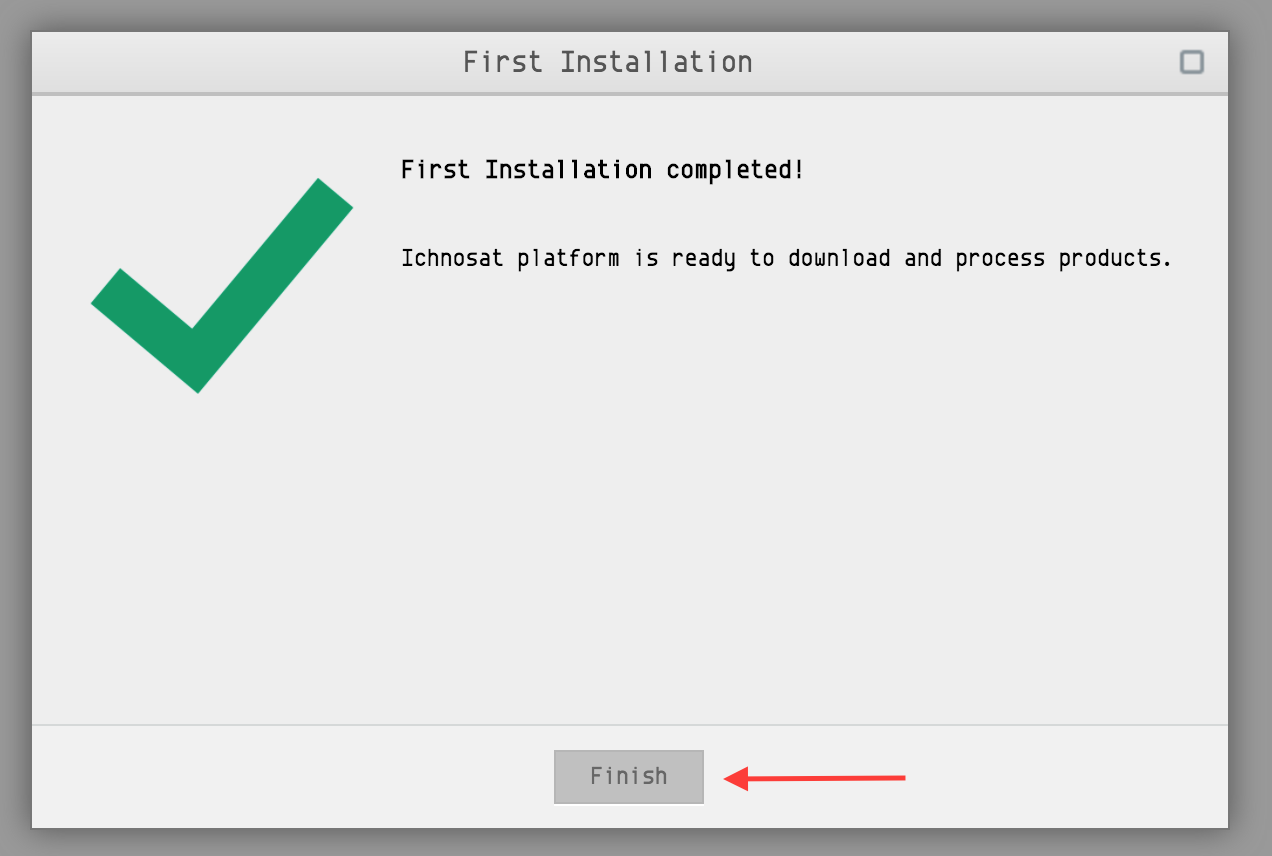 First Installation
First Installation completed!
Ichnosat platform is ready to download and process products.
Finish